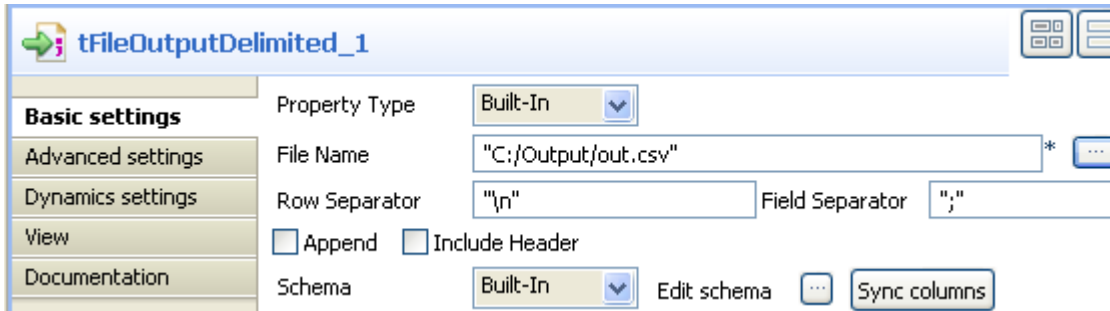 tFileOutputDelimited_1
Basic settings
Advanced settings
Dynamics settings
View
Documentation
Property Type Built-In
File Name "C:/Output/out.csv" * ...
Row Separator "\n" Field Separator ";"
Append Include Header
Schema Built-In Edit schema ... Sync columns